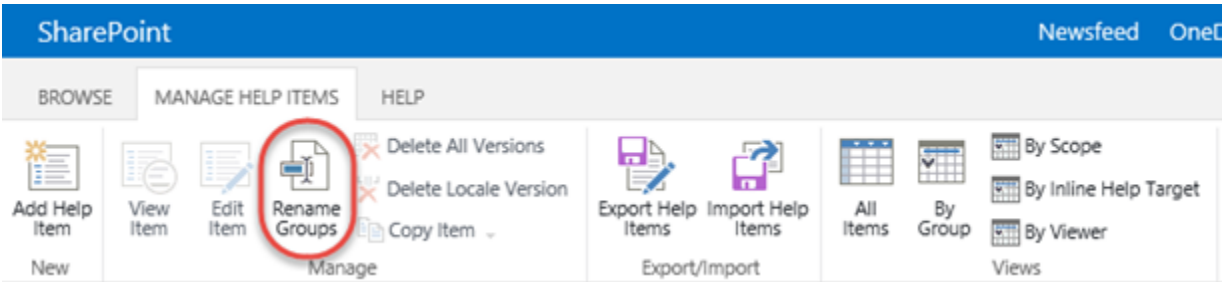 SharePoint
Newsfeed
OneD
BROWSE
MANAGE HELP ITEMS
HELP
Add Help
Item
View
Item
Edit
Item
Rename
Groups
Delete All Versions
Delete Locale Version
Copy Item
Export Help
Items
Import Help
Items
All
Items
By
Group
By Scope
By Inline Help Target
By Viewer
New
Manage
Export/Import
Views